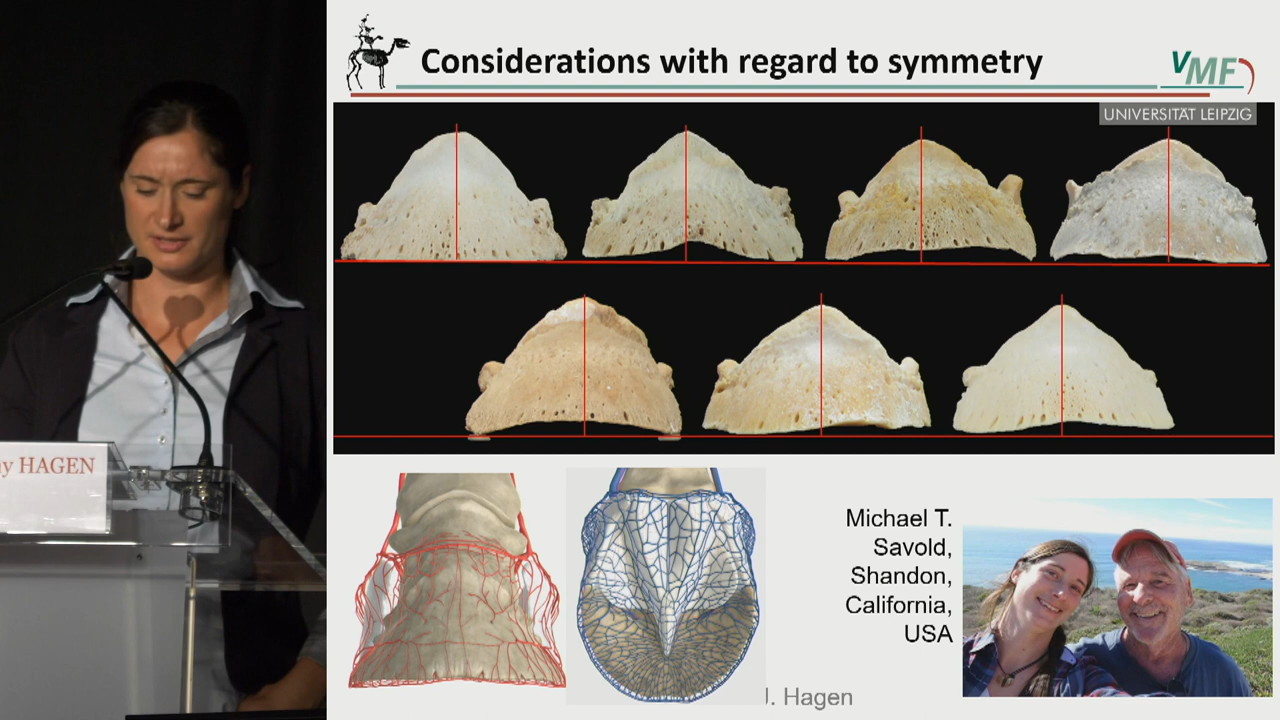 Considerations with regard to symmetry
VMF
UNIVERSITÄT LEIPZIG
Michael T.
Savold,
Shandon,
California,
USA
J. Hagen
y HAGEN